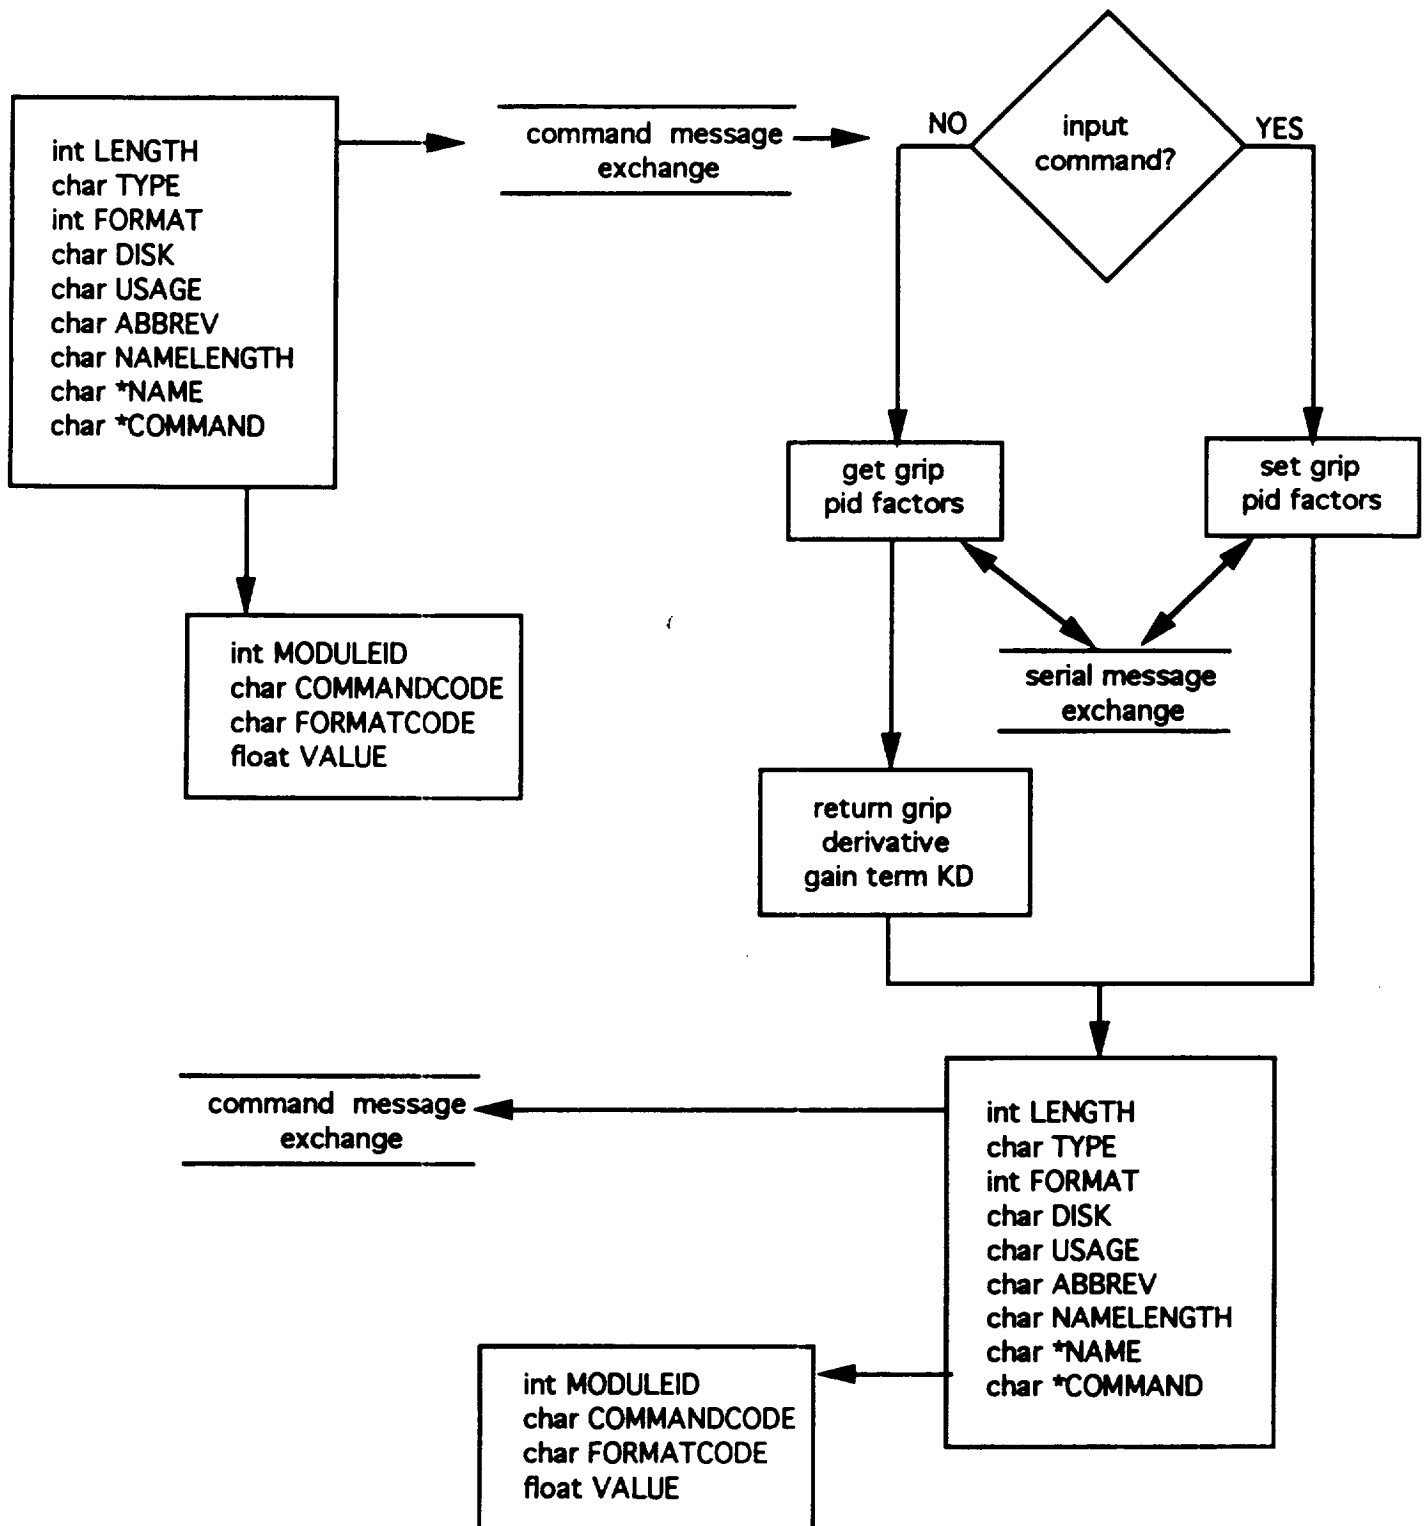 int LENGTH
char TYPE
int FORMAT
char DISK
char USAGE
char ABBREV
char NAMELENGTH
char *NAME
char *COMMAND
command message
exchange
NO
input
command?
YES
get grip
pid factors
set grip
pid factors
int MODULEID
char COMMANDCODE
char FORMATCODE
float VALUE
serial message
exchange
return grip
derivative
gain term KD
command message
exchange
int LENGTH
char TYPE
int FORMAT
char DISK
char USAGE
char ABBREV
char NAMELENGTH
char *NAME
char *COMMAND
int MODULEID
char COMMANDCODE
char FORMATCODE
float VALUE